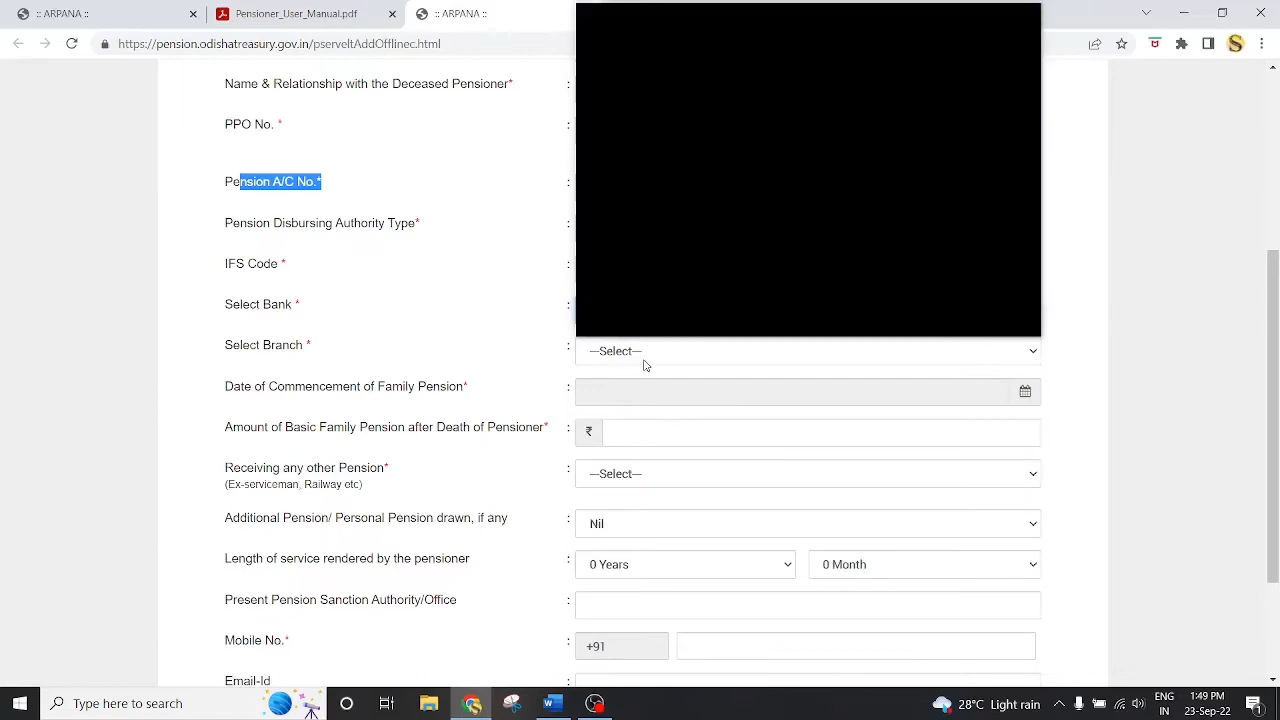 :: ARPANA ::
Pensioner_User_Manual.pdf
:: ARPANA ::
https://pension.odishatreasury.gov.in/persetAddOfflinec.html
Name & Relationship with the Deceased Pensioner* :
PPO No. * :
Pension A/C No.* :
Pension Disbursing Authority Type* :
IFS Code * :
Select Bank * :
Select Branch * : ---Select---
Date of Commencement of Family Pension* :
Amount of Basic Family Pension after Death of Pensioner* : ₹
Receiving any other Pension* : ---Select---
(Ex-serviceman, Railway etc)
Additional Pension/ Personal Pension drawn, if any : Nil
Length of service rendered by the pensioner : 0 Years 0 Month
Present Pension Sanction Authority/Office :
Mobile No.* : +91
Email-Id :
Type here to search
28°C Light rain
ENG
IN
1:49 PM
23-Sep-22